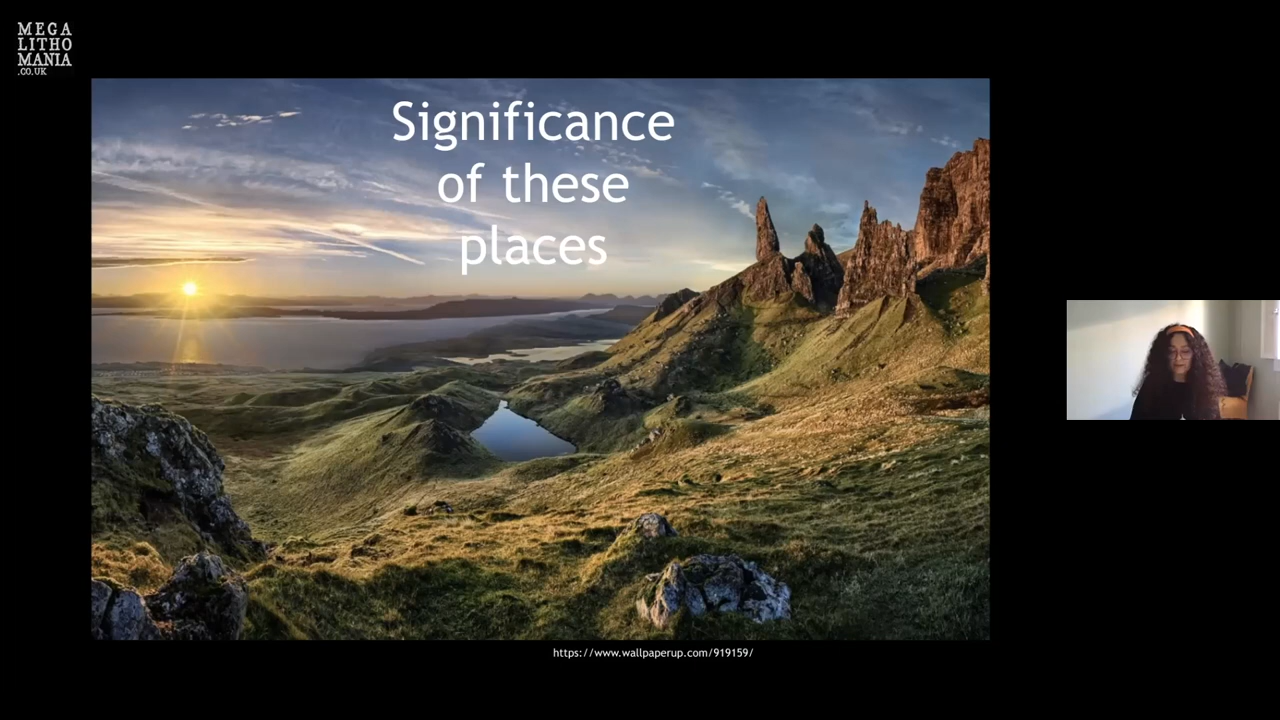 MEGA
LITHO
MANIA
.CO.UK
Significance
of these
places
https://www.wallpaperup.com/919159/